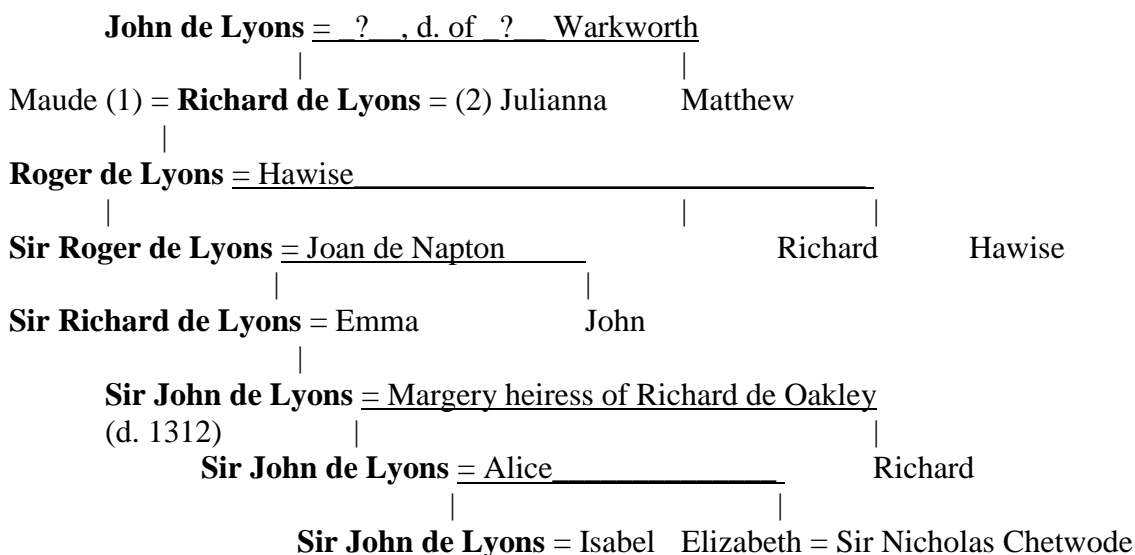 John de Lyons = _?__, d. of _?__ Warkworth
| |
Maude (1) = Richard de Lyons = (2) Julianna Matthew
|
Roger de Lyons = Hawise
| | |
Sir Roger de Lyons = Joan de Napton Richard Hawise
| |
Sir Richard de Lyons = Emma John
|
Sir John de Lyons = Margery heiress of Richard de Oakley
(d. 1312) | |
Sir John de Lyons = Alice Richard
| |
Sir John de Lyons = Isabel Elizabeth = Sir Nicholas Chetwode